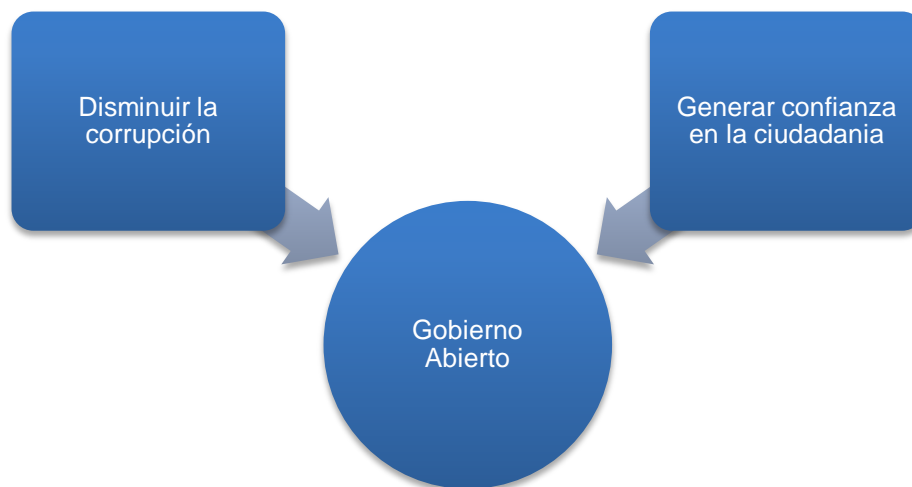 Disminuir la
corrupción
Generar confianza
en la ciudadania
Gobierno
Abierto